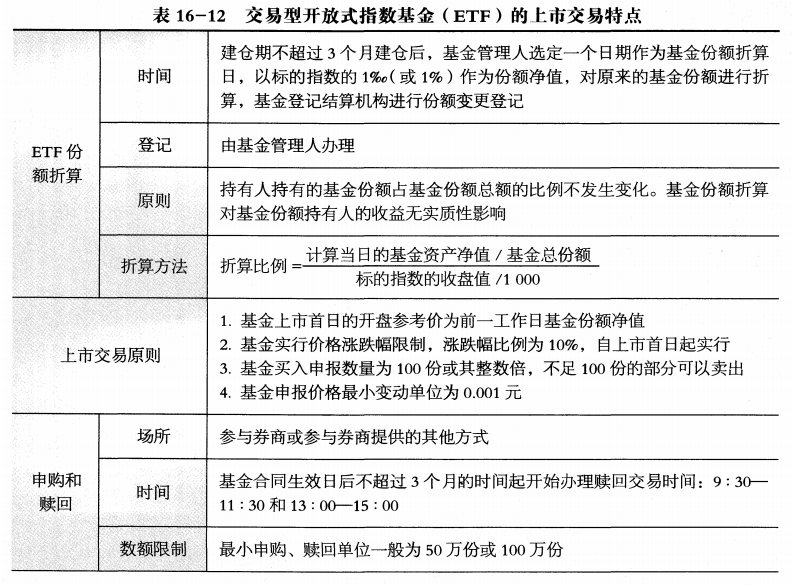 表 16-12 交易型开放式指数基金（ETF）的上市交易特点
ETF 份
额折算
时间
建仓期不超过 3 个月建仓后，基金管理人选定一个日期作为基金份额折算
日，以标的指数的 1‰（或 1%）作为份额净值，对原来的基金份额进行折
算，基金登记结算机构进行份额变更登记
登记
由基金管理人办理
原则
持有人持有的基金份额占基金份额总额的比例不发生变化。基金份额折算
对基金份额持有人的收益无实质性影响
折算方法
计算当日的基金资产净值 / 基金总份额
折算比例 =
标的指数的收盘值 /1 000
上市交易原则
1. 基金上市首日的开盘参考价为前一工作日基金份额净值
2. 基金实行价格涨跌幅限制，涨跌幅比例为 10%，自上市首日起实行
3. 基金买入申报数量为 100 份或其整数倍，不足 100 份的部分可以卖出
4. 基金申报价格最小变动单位为 0.001 元
申购和
赎回
场所
参与券商或参与券商提供的其他方式
时间
基金合同生效日后不超过 3 个月的时间起开始办理赎回交易时间：9：30—
11：30 和 13：00—15：00
数额限制
最小申购、赎回单位一般为 50 万份或 100 万份